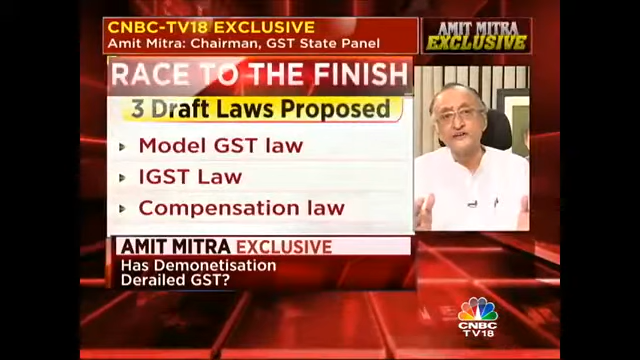 CNBC-TV18 EXCLUSIVE
Amit Mitra: Chairman, GST State Panel
AMIT MITRA
EXCLUSIVE
RACE TO THE FINISH
3 Draft Laws Proposed
Model GST law
IGST Law
Compensation law
AMIT MITRA EXCLUSIVE
Has Demonetisation
Derailed GST?
CNBC
TV18